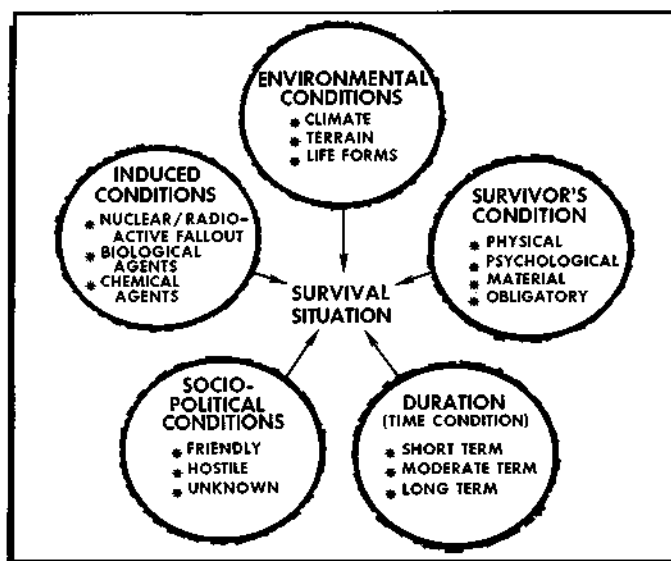 ENVIRONMENTAL
CONDITIONS
* CLIMATE
* TERRAIN
* LIFE FORMS
INDUCED
CONDITIONS
* NUCLEAR/RADIO-
ACTIVE FALLOUT
* BIOLOGICAL
AGENTS
* CHEMICAL
AGENTS
SURVIVOR'S
CONDITION
* PHYSICAL
* PSYCHOLOGICAL
* MATERIAL
* OBLIGATORY
SURVIVAL
SITUATION
SOCIO-
POLITICAL
CONDITIONS
* FRIENDLY
* HOSTILE
* UNKNOWN
DURATION
(TIME CONDITION)
* SHORT TERM
* MODERATE TERM
* LONG TERM